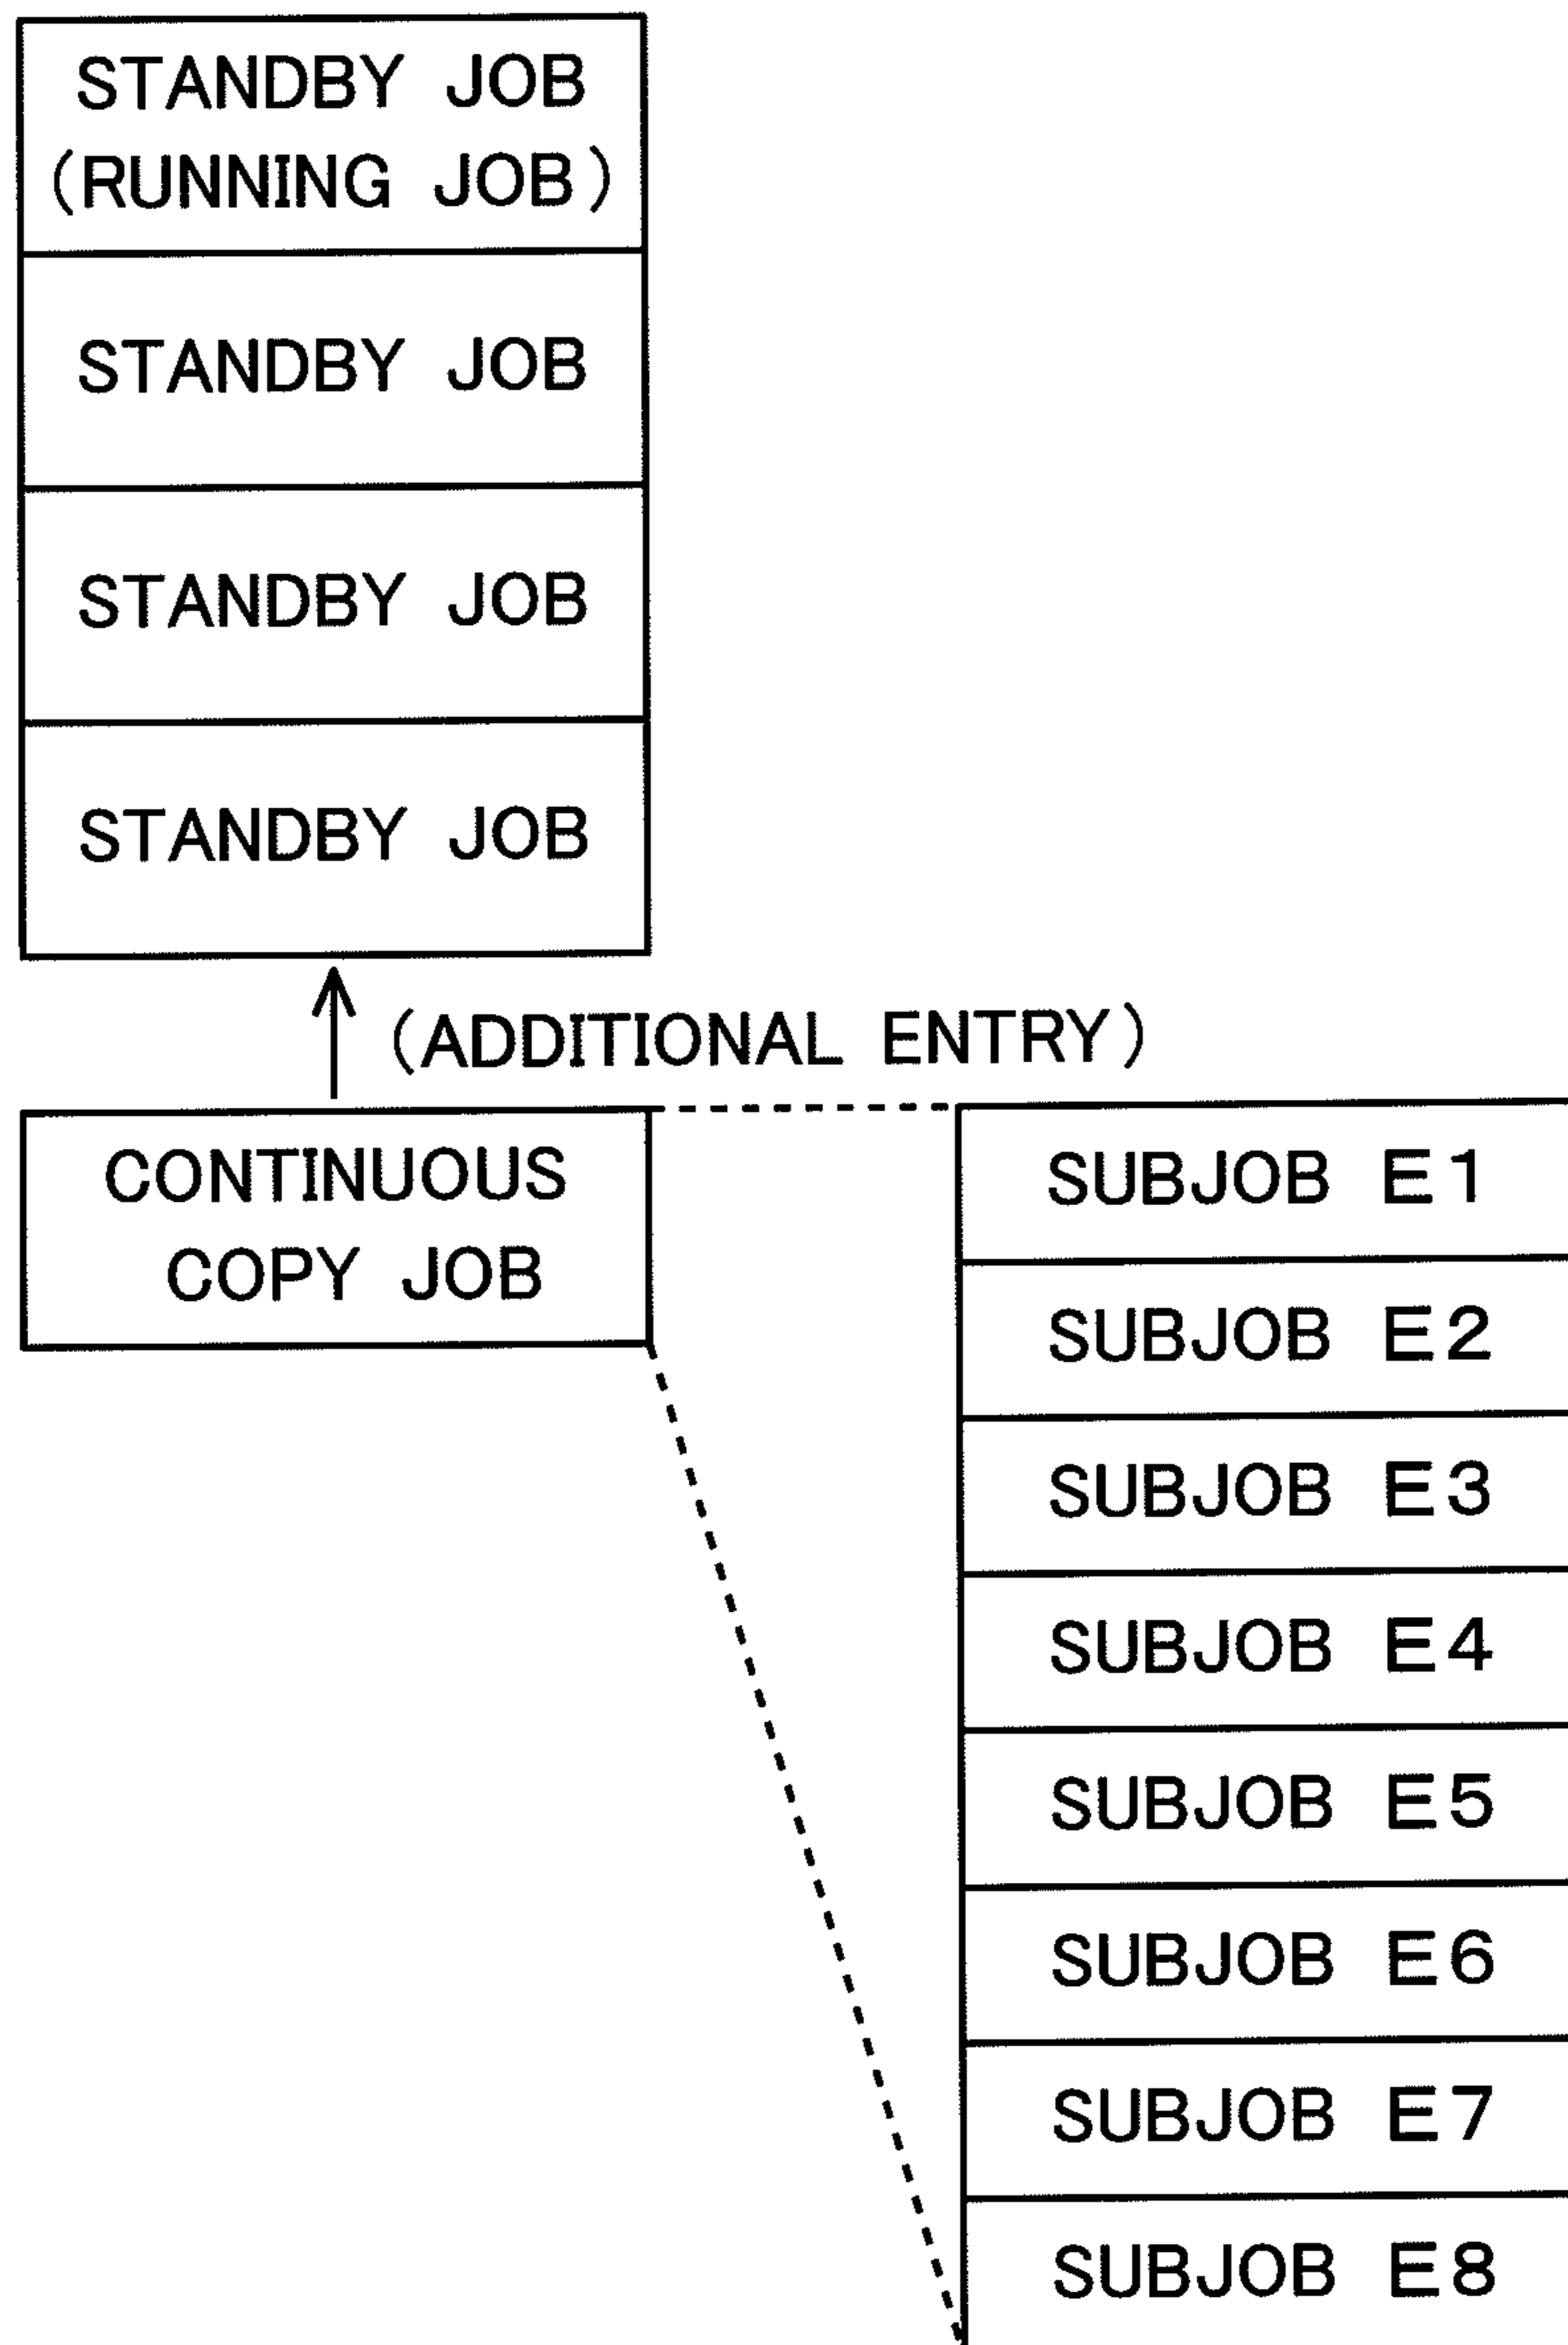 STANDBY JOB
(RUNNING JOB)
STANDBY JOB
STANDBY JOB
STANDBY JOB
(ADDITIONAL ENTRY)
CONTINUOUS
COPY JOB
SUBJOB E1
SUBJOB E2
SUBJOB E3
SUBJOB E4
SUBJOB E5
SUBJOB E6
SUBJOB E7
SUBJOB E8